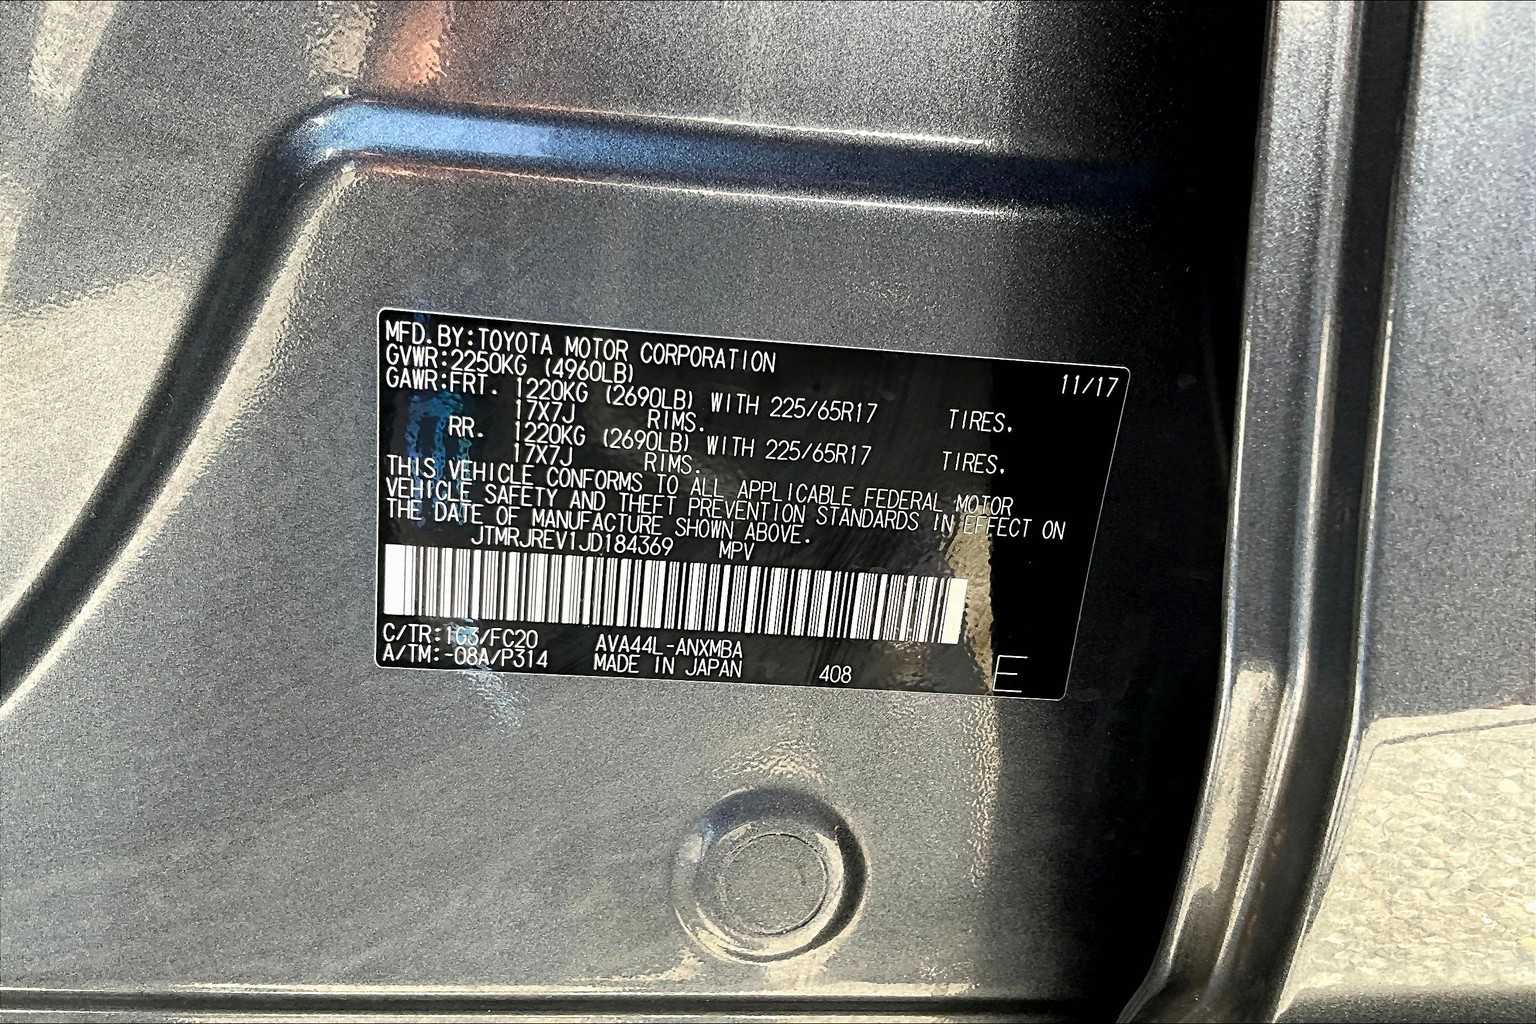 MFD.BY:TOYOTA MOTOR CORPORATION 11/17
GVWR:2250KG (4960LB)
GAWR:FRT. 1220KG (2690LB) WITH 225/65R17 TIRES,
17X7J RIMS.
RR. 1220KG (2690LB) WITH 225/65R17 TIRES,
17X7J RIMS.
THIS VEHICLE CONFORMS TO ALL APPLICABLE FEDERAL MOTOR
VEHICLE SAFETY AND THEFT PREVENTION STANDARDS IN EFFECT ON
THE DATE OF MANUFACTURE SHOWN ABOVE.
JTMRJREV1JD184369 MPV
C/TR:1G3/FC20 AVA44L-ANXMBA
A/TM:-08A/P314 MADE IN JAPAN 408 E